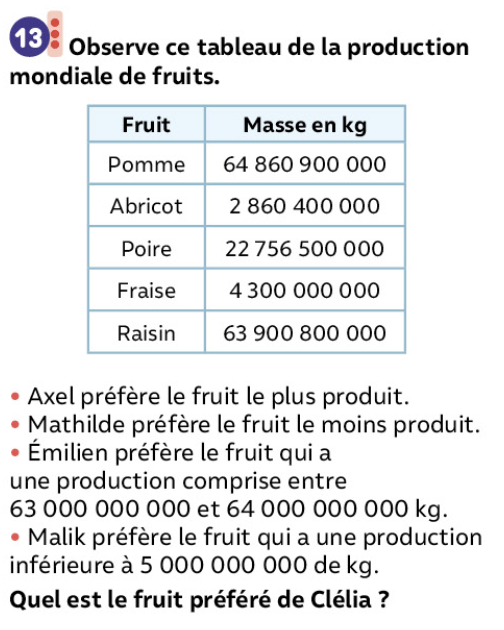 13 Observe ce tableau de la production
mondiale de fruits.
Fruit Masse en kg
Pomme 64 860 900 000
Abricot 2 860 400 000
Poire 22 756 500 000
Fraise 4 300 000 000
Raisin 63 900 800 000
• Axel préfère le fruit le plus produit.
• Mathilde préfère le fruit le moins produit.
• Émilien préfère le fruit qui a
une production comprise entre
63 000 000 000 et 64 000 000 000 kg.
• Malik préfère le fruit qui a une production
inférieure à 5 000 000 000 de kg.
Quel est le fruit préféré de Clélia ?